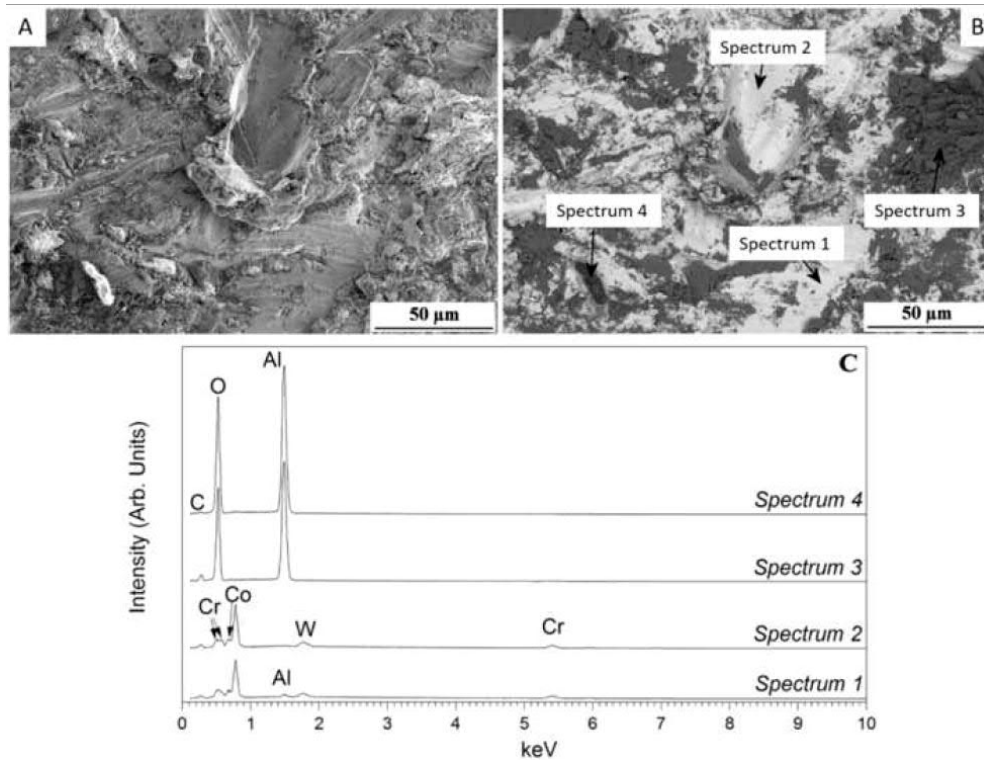 A
B
Spectrum 2
Spectrum 4
Spectrum 3
Spectrum 1
50 µm
50 µm
C
Al
O
C
Spectrum 4
Spectrum 3
Cr
Co
W
Cr
Spectrum 2
Al
Spectrum 1
Intensity (Arb. Units)
0 1 2 3 4 5 6 7 8 9 10
keV